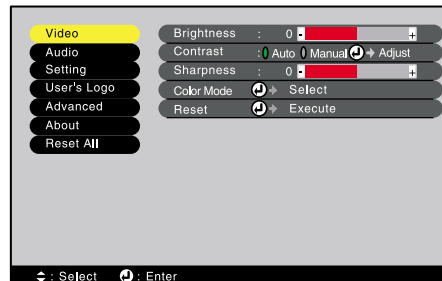 Video
Audio
Setting
User's Logo
Advanced
About
Reset All
Brightness : 0 - +
Contrast : Auto Manual Adjust
Sharpness : 0 - +
Color Mode Select
Reset Execute
: Select : Enter